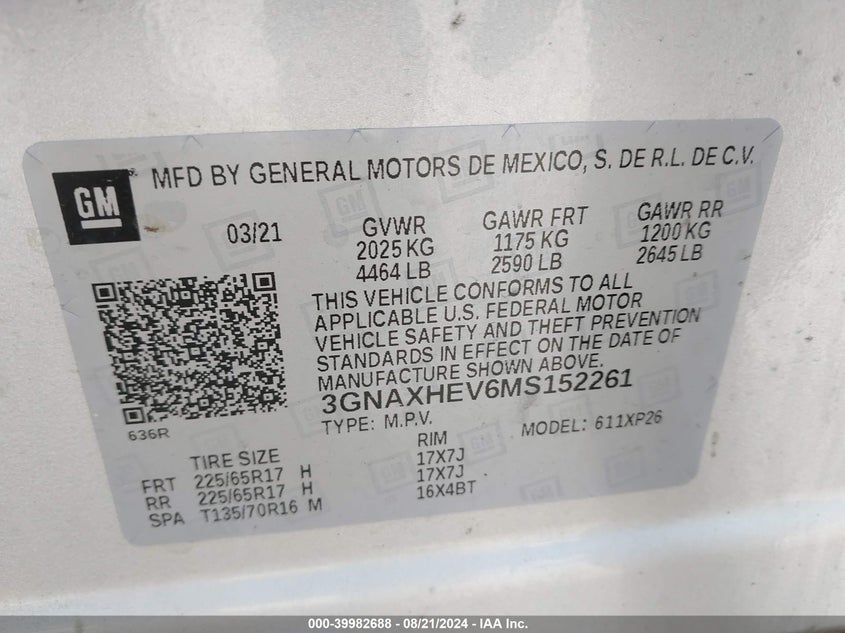 MFD BY GENERAL MOTORS DE MEXICO, S. DE R.L. DE C.V.
GM
03/21
GVWR GAWR FRT GAWR RR
2025 KG 1175 KG 1200 KG
4464 LB 2590 LB 2645 LB
THIS VEHICLE CONFORMS TO ALL
APPLICABLE U.S. FEDERAL MOTOR
VEHICLE SAFETY AND THEFT PREVENTION
STANDARDS IN EFFECT ON THE DATE OF
MANUFACTURE SHOWN ABOVE.
3GNAXHEV6MS152261
636R
TYPE: M.P.V. MODEL: 611XP26
TIRE SIZE RIM
FRT 225/65R17 H 17X7J
RR 225/65R17 H 17X7J
SPA T135/70R16 M 16X4BT
000-39982688 - 08/21/2024 - IAA Inc.